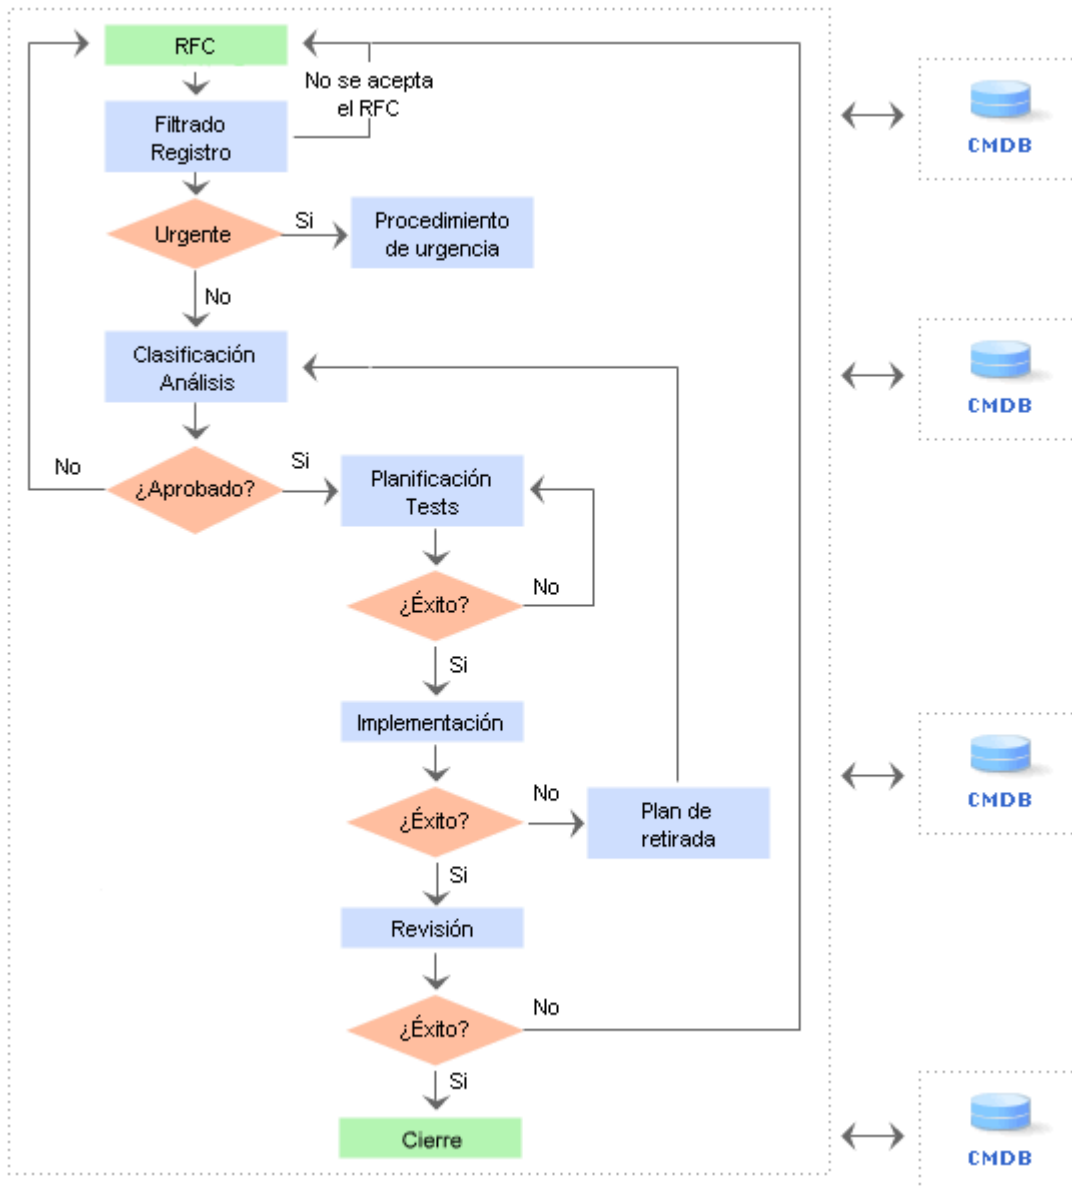 RFC
No se acepta
el RFC
Filtrado
Registro
CMDB
Urgente
Si
Procedimiento
de urgencia
No
Clasificación
Análisis
CMDB
No
¿Aprobado?
Si
Planificación
Tests
¿Éxito?
No
Si
Implementación
¿Éxito?
No
Plan de
retirada
CMDB
Si
Revisión
¿Éxito?
No
Si
Cierre
CMDB